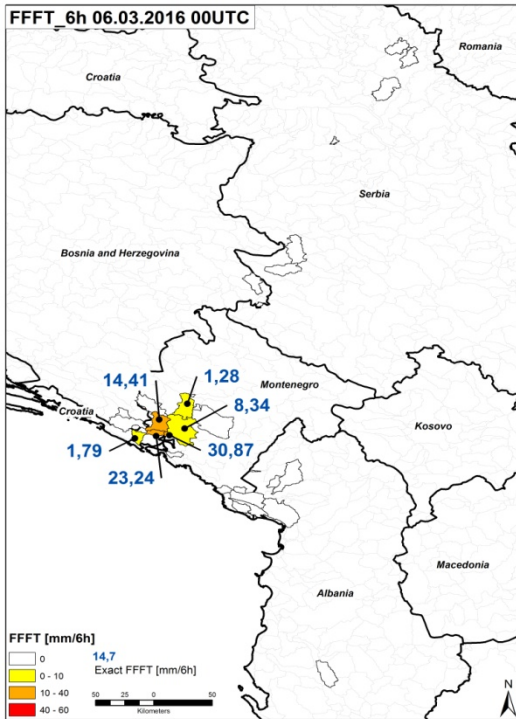 FFFT_6h 06.03.2016 00UTC
Romania
Croatia
Serbia
Bosnia and Herzegovina
14,41
1,28
Montenegro
8,34
Croatia
Kosovo
1,79
30,87
23,24
Macedonia
Albania
FFFT [mm/6h]
0
0 - 10
10 - 40
40 - 60
14,7
Exact FFFT [mm/6h]
50 25 0 50
Kilometers
N